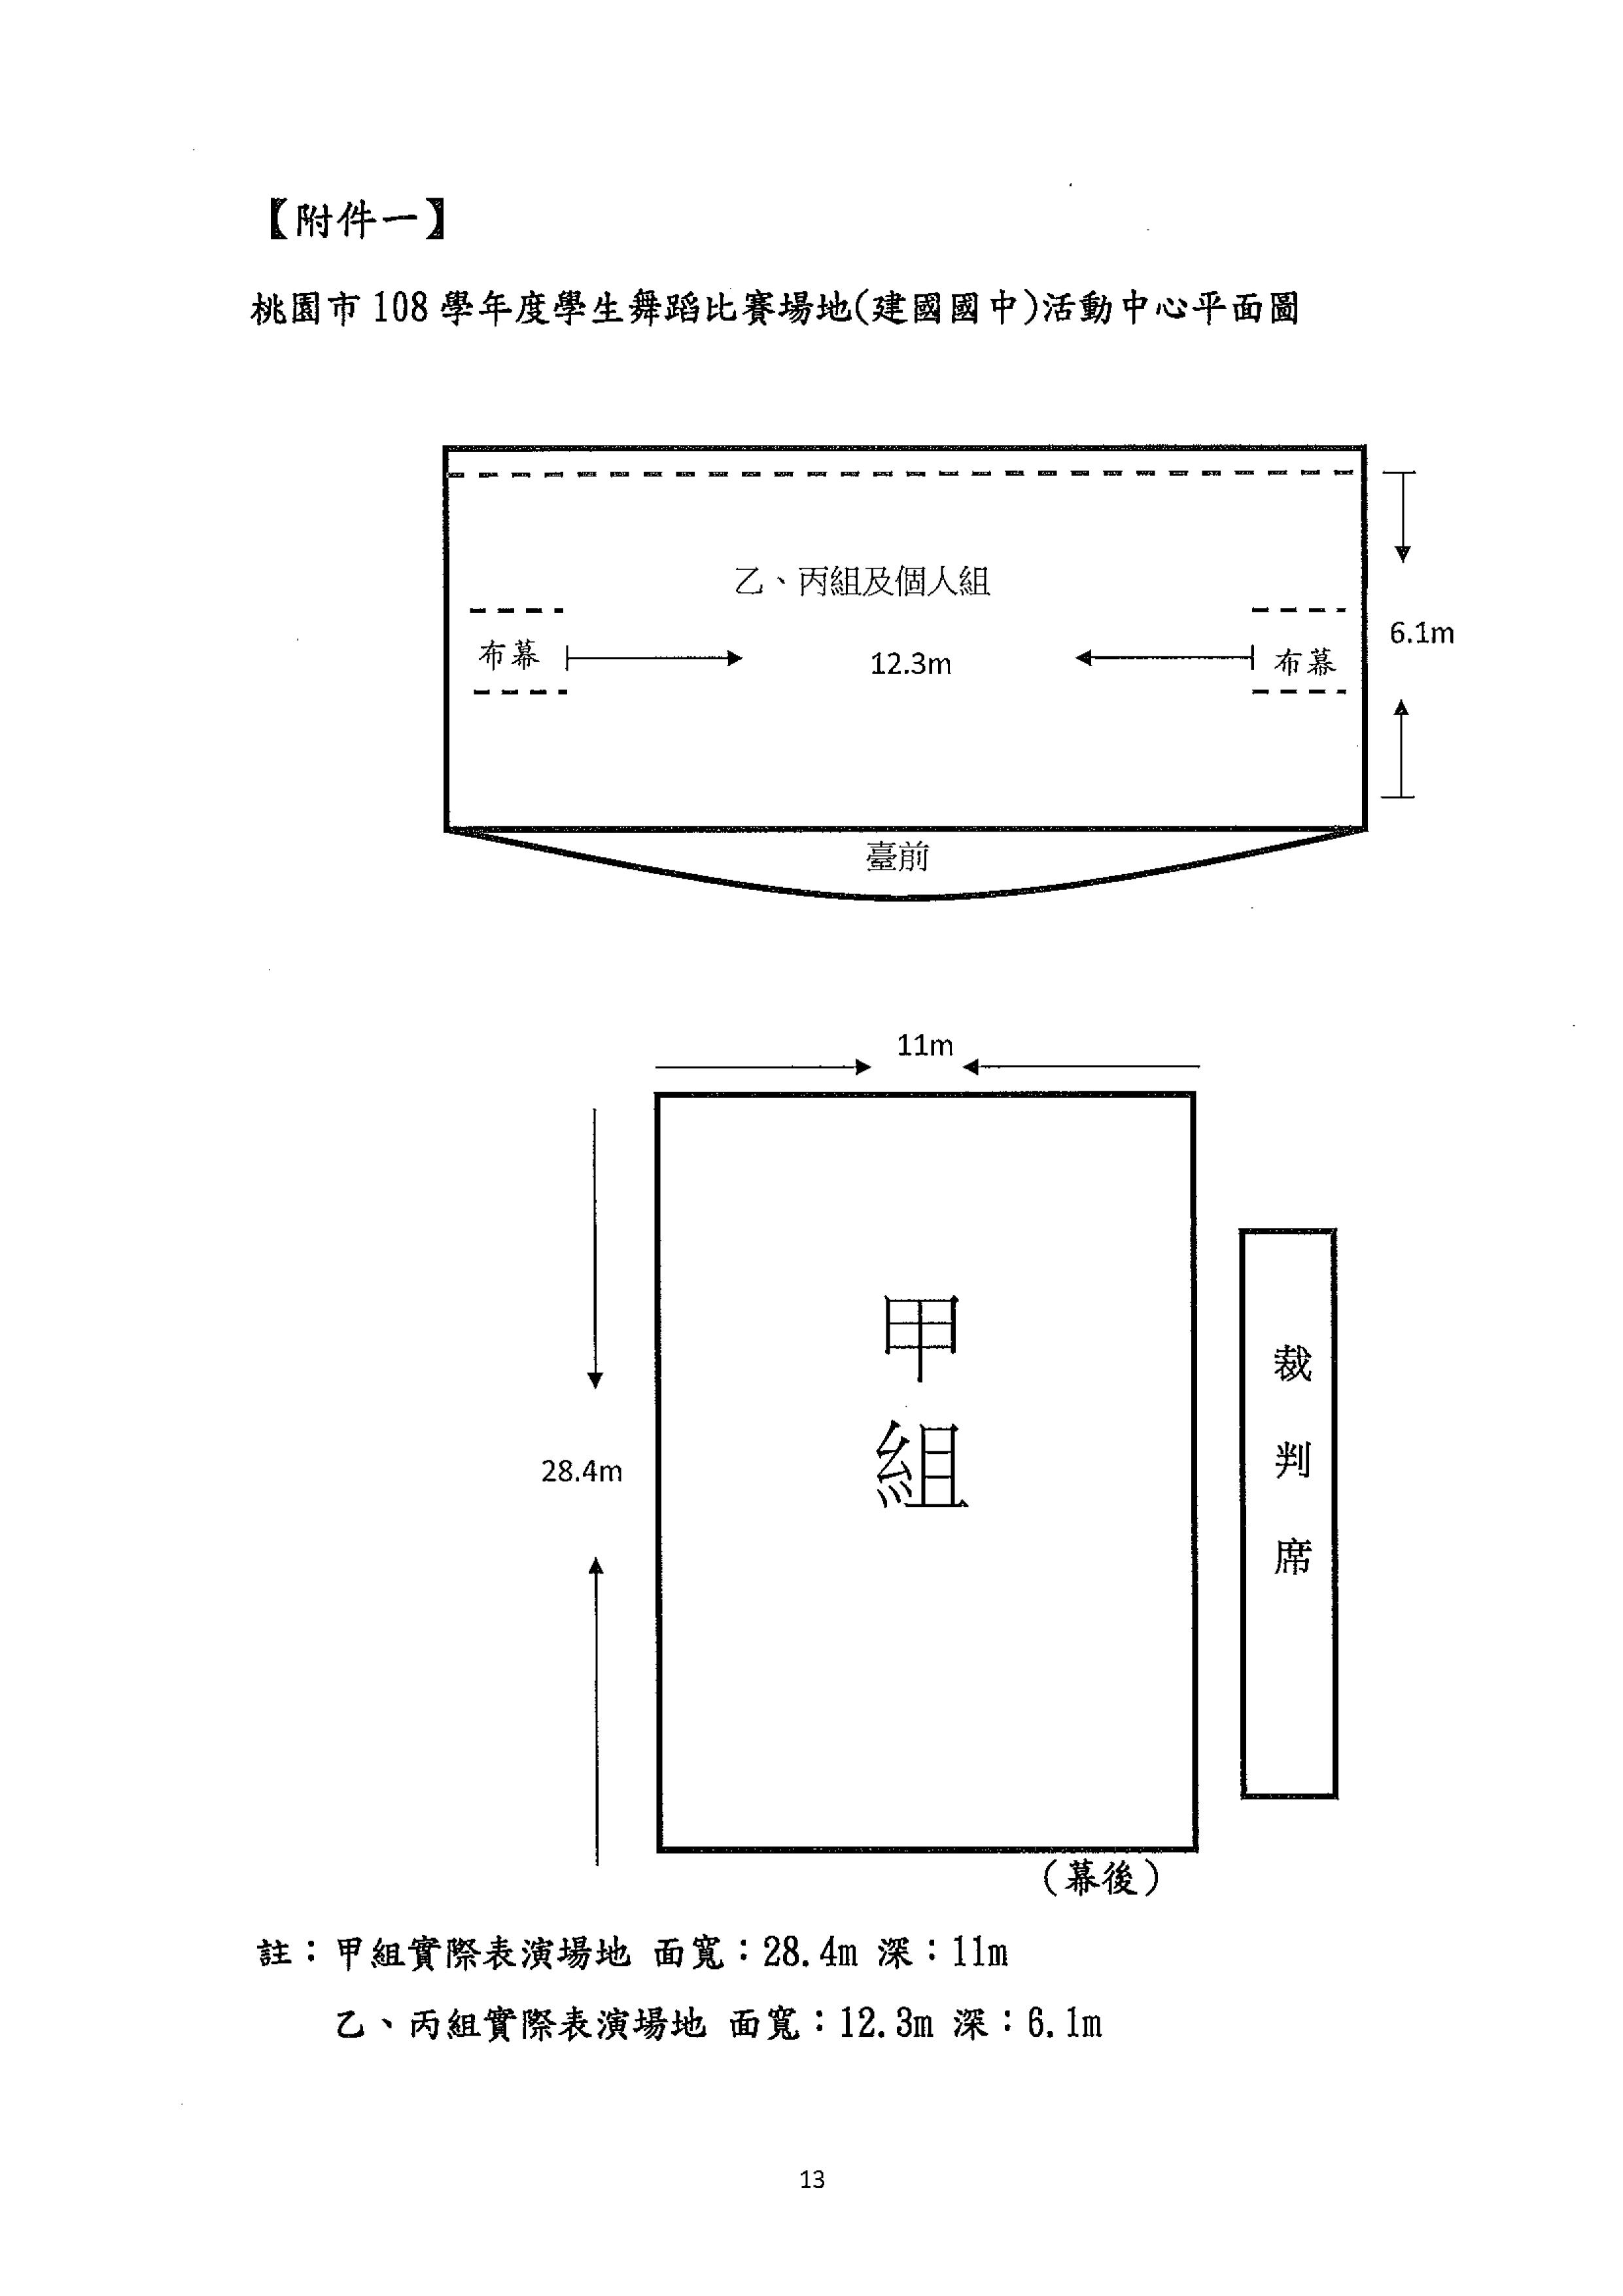 【附件一】
桃園市 108 學年度學生舞蹈比賽場地(建國國中)活動中心平面圖
乙、丙組及個人組
布幕
12.3m
布幕
6.1m
臺前
11m
甲組
28.4m
裁判席
(幕後)
註：甲組實際表演場地 面寬：28.4m 深：11m
乙、丙組實際表演場地 面寬：12.3m 深：6.1m
13